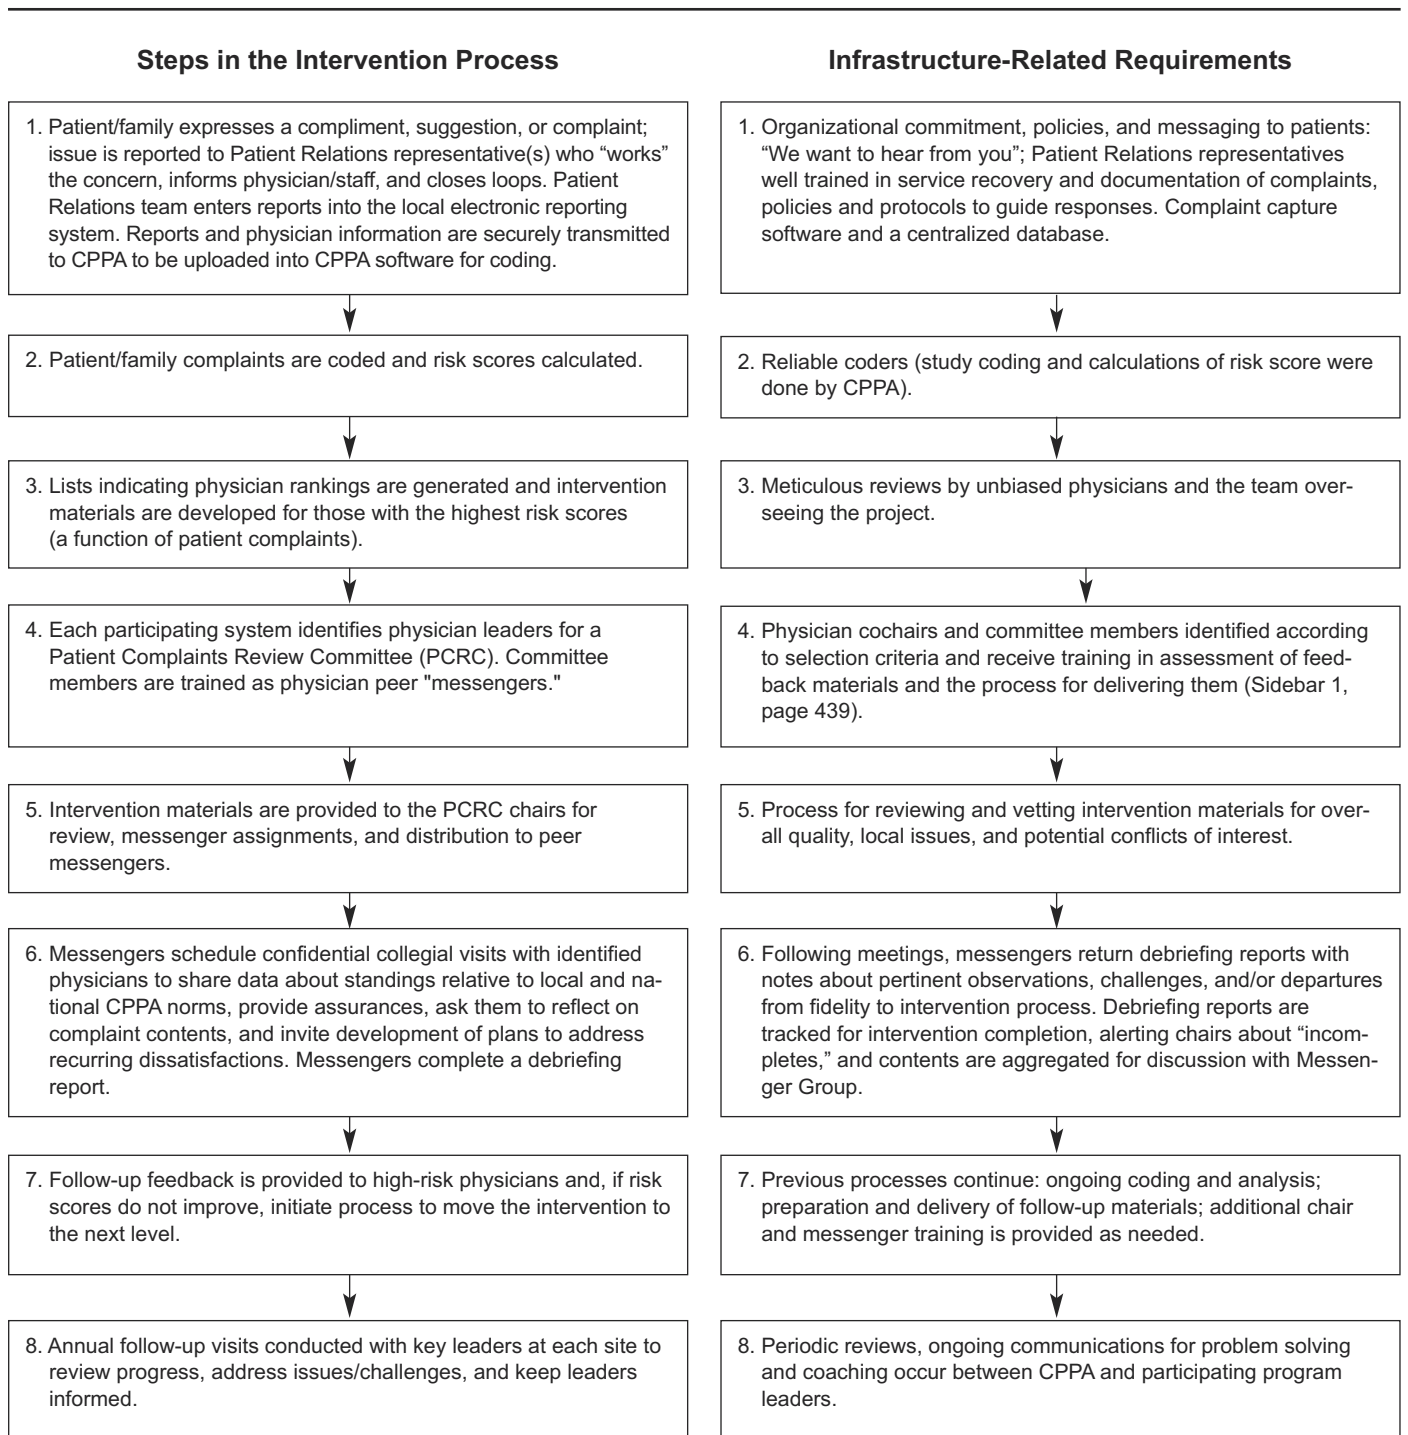 Steps in the Intervention Process
1. Patient/family expresses a compliment, suggestion, or complaint;
issue is reported to Patient Relations representative(s) who “works”
the concern, informs physician/staff, and closes loops. Patient
Relations team enters reports into the local electronic reporting
system. Reports and physician information are securely transmitted
to CPPA to be uploaded into CPPA software for coding.
2. Patient/family complaints are coded and risk scores calculated.
3. Lists indicating physician rankings are generated and intervention
materials are developed for those with the highest risk scores
(a function of patient complaints).
4. Each participating system identifies physician leaders for a
Patient Complaints Review Committee (PCRC). Committee
members are trained as physician peer "messengers."
5. Intervention materials are provided to the PCRC chairs for
review, messenger assignments, and distribution to peer
messengers.
6. Messengers schedule confidential collegial visits with identified
physicians to share data about standings relative to local and na-
tional CPPA norms, provide assurances, ask them to reflect on
complaint contents, and invite development of plans to address
recurring dissatisfactions. Messengers complete a debriefing
report.
7. Follow-up feedback is provided to high-risk physicians and, if risk
scores do not improve, initiate process to move the intervention to
the next level.
8. Annual follow-up visits conducted with key leaders at each site to
review progress, address issues/challenges, and keep leaders
informed.
Infrastructure-Related Requirements
1. Organizational commitment, policies, and messaging to patients:
“We want to hear from you”; Patient Relations representatives
well trained in service recovery and documentation of complaints,
policies and protocols to guide responses. Complaint capture
software and a centralized database.
2. Reliable coders (study coding and calculations of risk score were
done by CPPA).
3. Meticulous reviews by unbiased physicians and the team over-
seeing the project.
4. Physician cochairs and committee members identified according
to selection criteria and receive training in assessment of feed-
back materials and the process for delivering them (Sidebar 1,
page 439).
5. Process for reviewing and vetting intervention materials for over-
all quality, local issues, and potential conflicts of interest.
6. Following meetings, messengers return debriefing reports with
notes about pertinent observations, challenges, and/or departures
from fidelity to intervention process. Debriefing reports are
tracked for intervention completion, alerting chairs about “incom-
pletes,” and contents are aggregated for discussion with Messen-
ger Group.
7. Previous processes continue: ongoing coding and analysis;
preparation and delivery of follow-up materials; additional chair
and messenger training is provided as needed.
8. Periodic reviews, ongoing communications for problem solving
and coaching occur between CPPA and participating program
leaders.